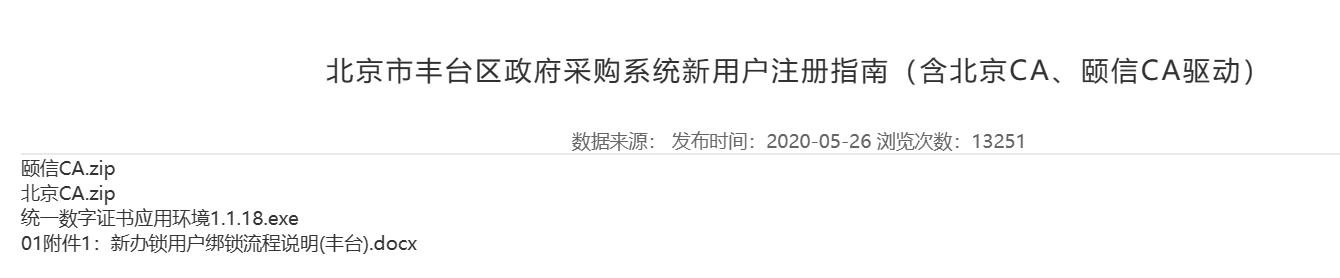 北京市丰台区政府采购系统新用户注册指南（含北京CA、颐信CA驱动）
数据来源： 发布时间：2020-05-26 浏览次数：13251
颐信CA.zip
北京CA.zip
统一数字证书应用环境1.1.18.exe
01附件1：新办锁用户绑锁流程说明(丰台).docx